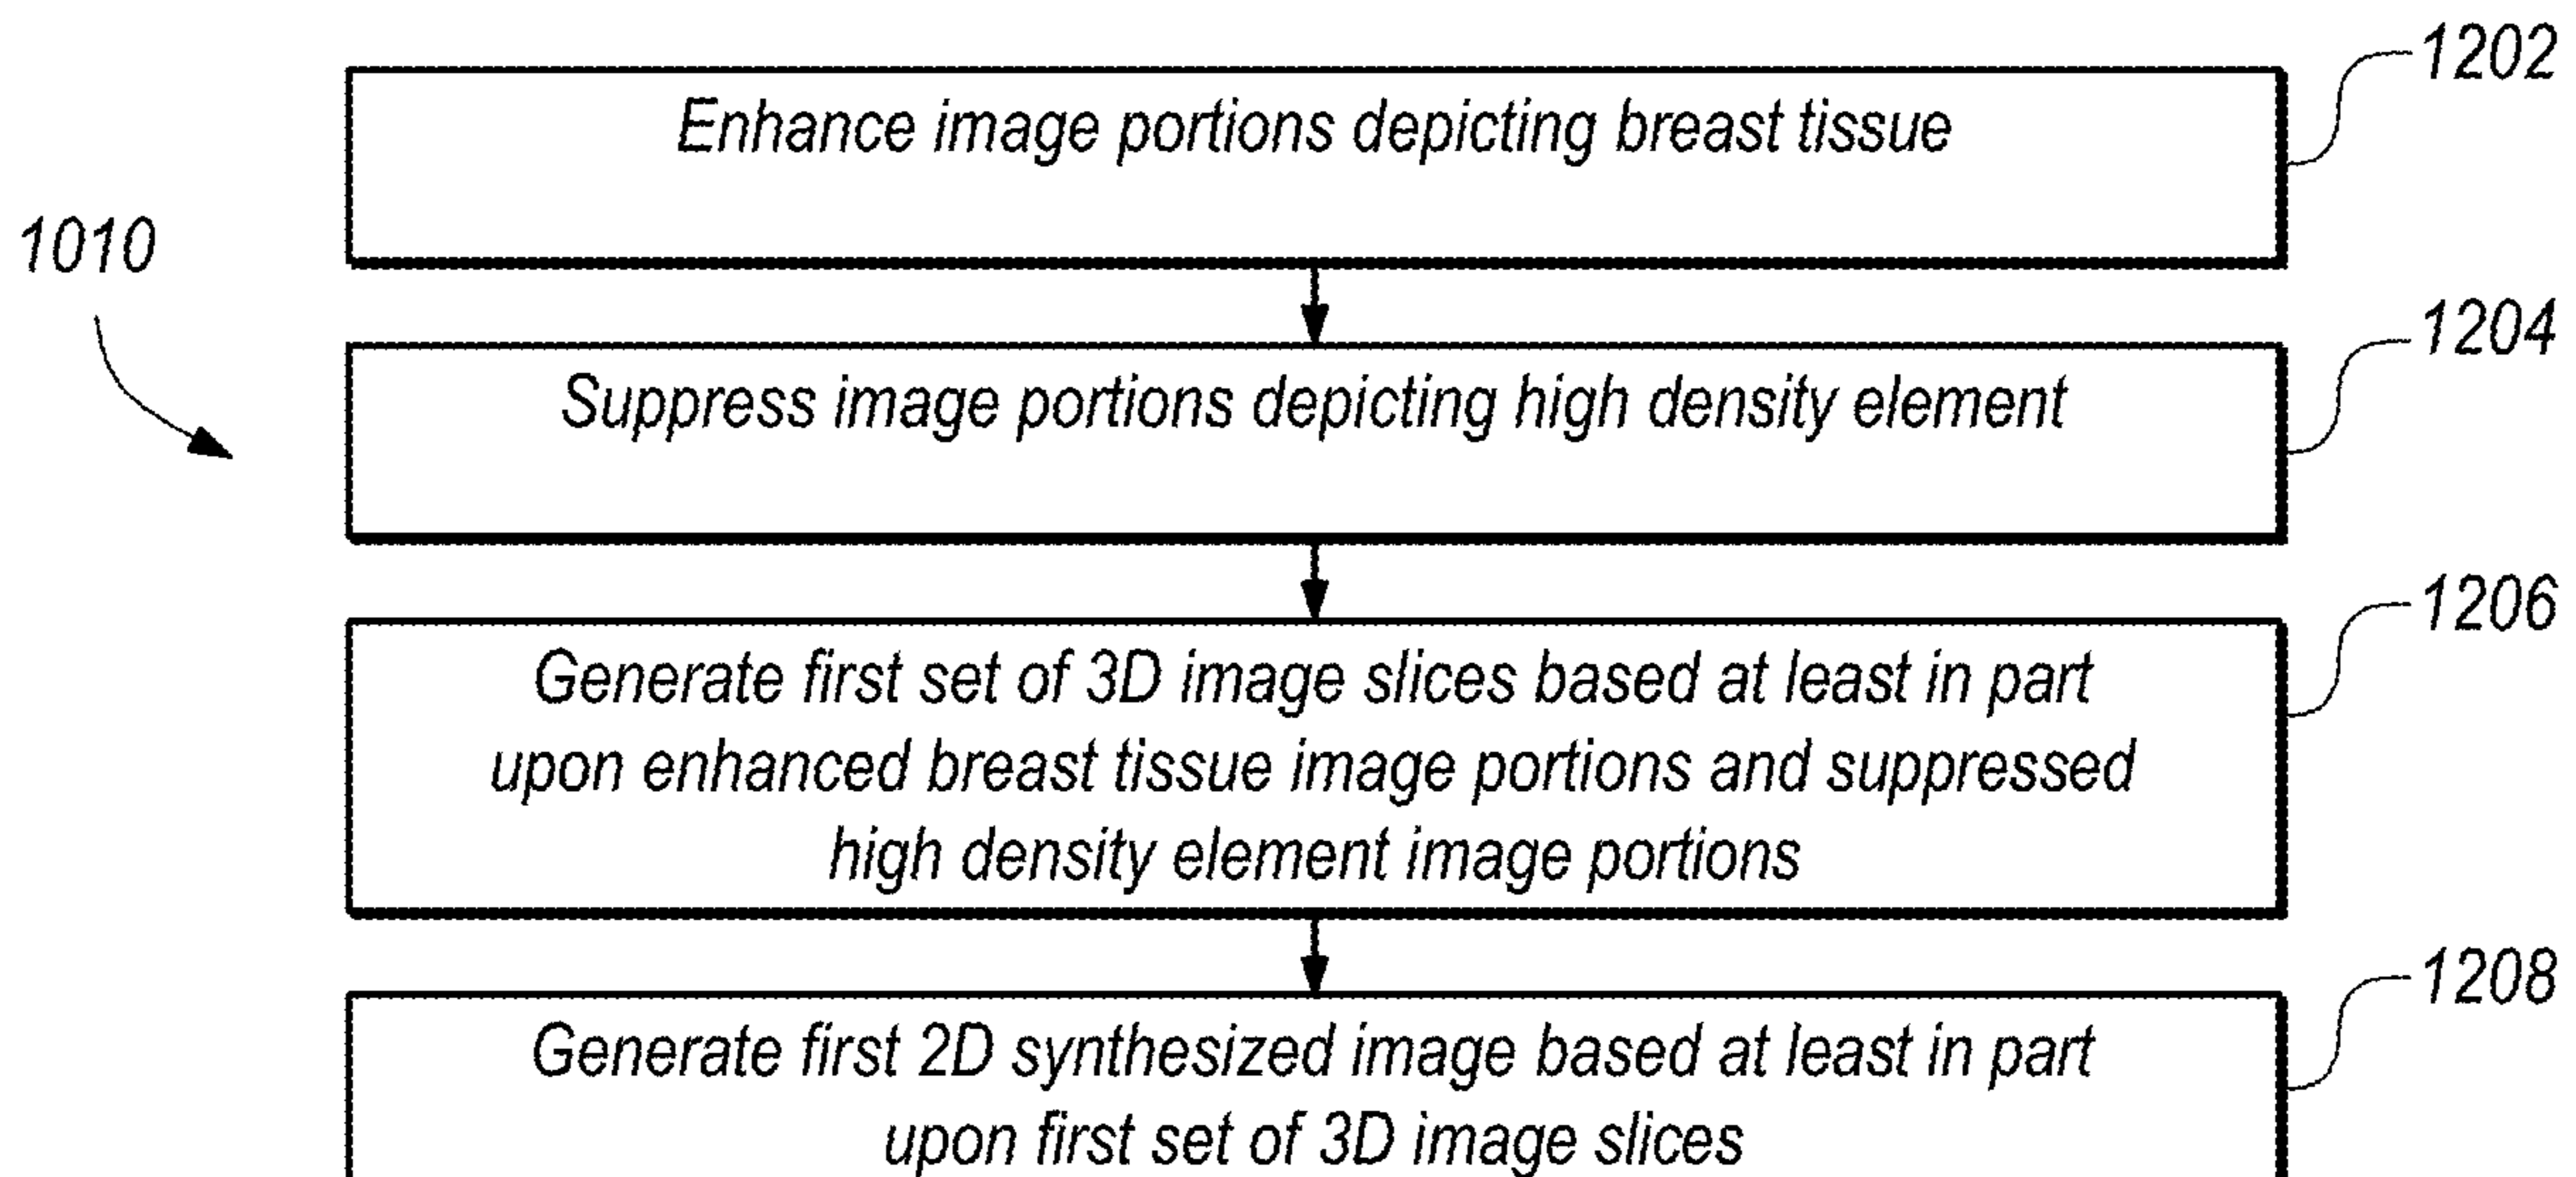 1202
Enhance image portions depicting breast tissue
1010
1204
Suppress image portions depicting high density element
1206
Generate first set of 3D image slices based at least in part
upon enhanced breast tissue image portions and suppressed
high density element image portions
1208
Generate first 2D synthesized image based at least in part
upon first set of 3D image slices